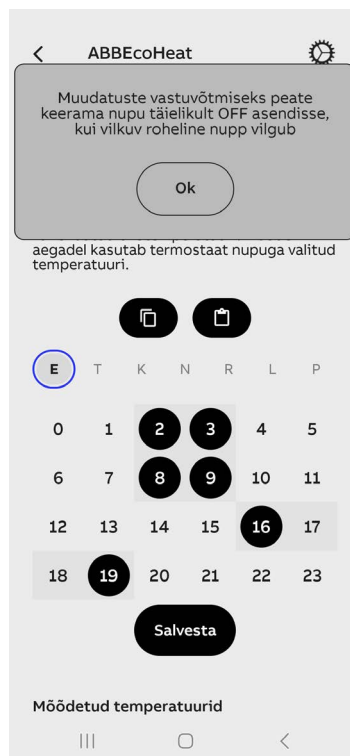 ABBEcoHeat
Muudatuste vastuvõtmiseks peate
keerama nupu täielikult OFF asendisse,
kui vilkuv roheline nupp vilgub
Ok
aegadel kasutab termostaat nupuga valitud
temperatuuri.
E T K N R L P
0 1 2 3 4 5
6 7 8 9 10 11
12 13 14 15 16 17
18 19 20 21 22 23
Salvesta
Mõõdetud temperatuurid